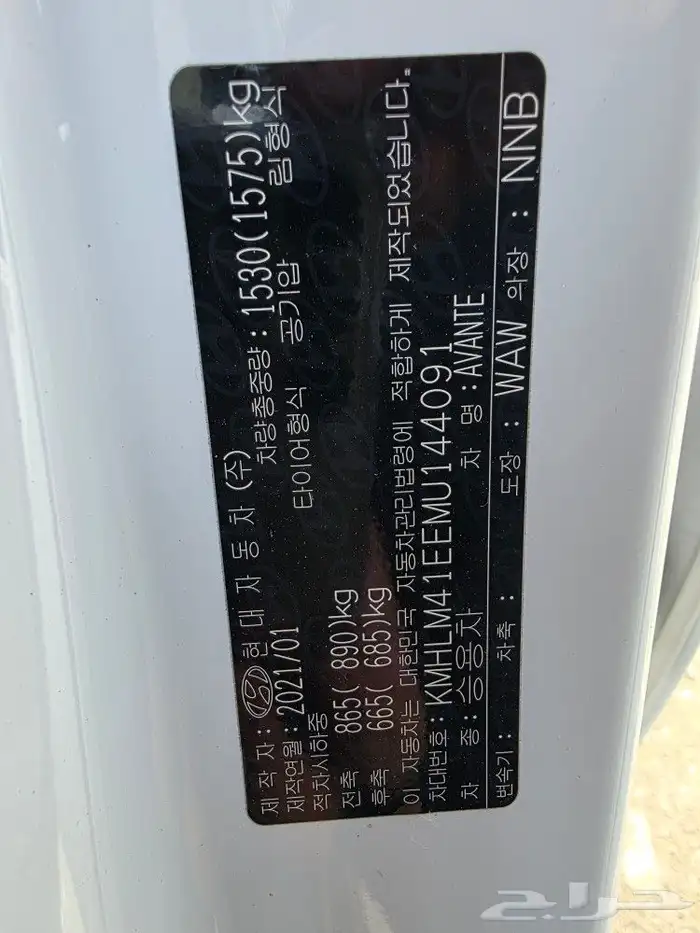 제 작 자 : 현 대 자 동 차 (주)
제작연월 : 2021/01 차량총중량 : 1530(1575)kg
적차시하중 타이어형식 공기압 림형식
전축 865( 890)kg
후축 665( 685)kg
이 자동차는 대한민국 자동차관리법령에 적합하게 제작되었습니다.
차대번호 : KMHLM41EEMU144091
차 종 : 승용차 차 명 : AVANTE
변속기 : 차축 : 도장 : WAW 외장 : NNB
حراج